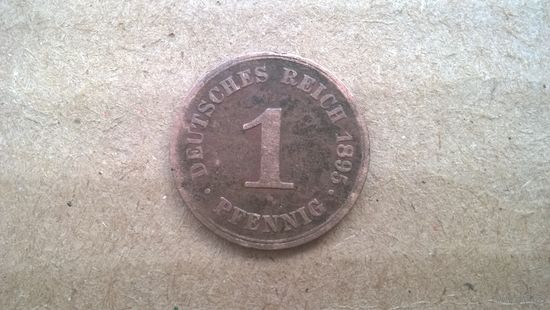 · DEUTSCHES REICH 1895 ·
1
PFENNIG